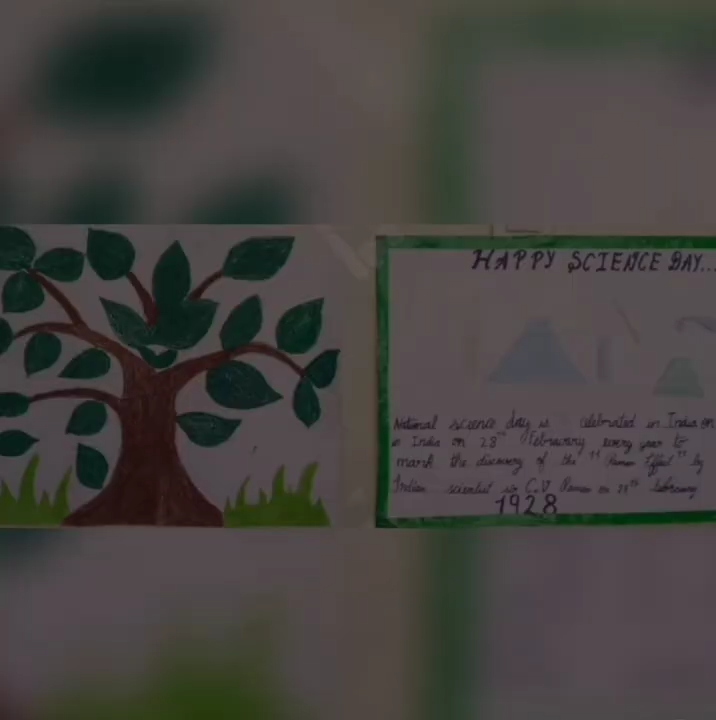 HAPPY SCIENCE DAY...
National science day is celebrated in India on
in India on 28th February every year to
mark the discovery of the "Raman Effect" by
Indian scientist sir C.V Raman on 28th
1928